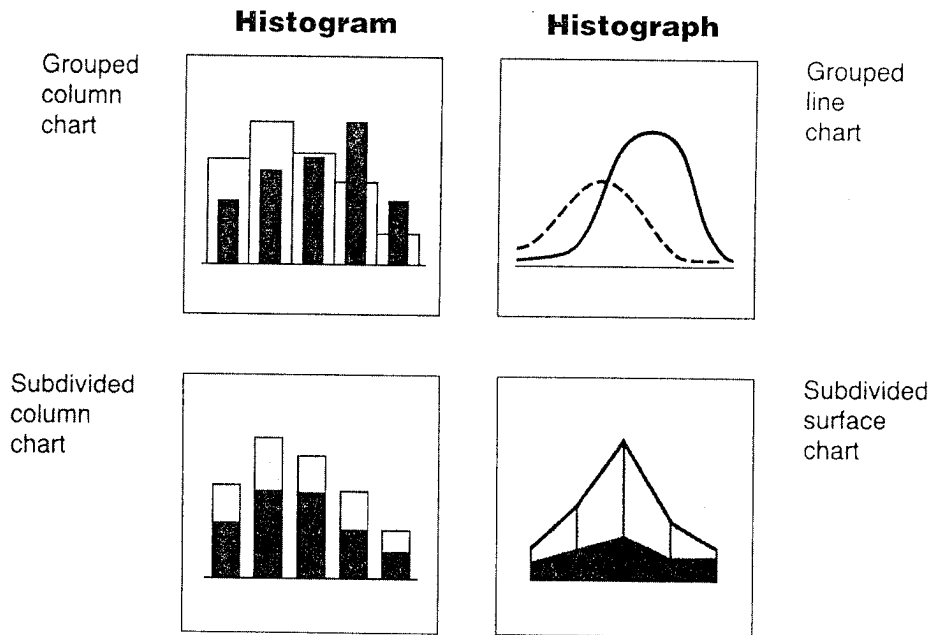 Histogram
Histograph
Grouped
column
chart
Grouped
line
chart
Subdivided
column
chart
Subdivided
surface
chart